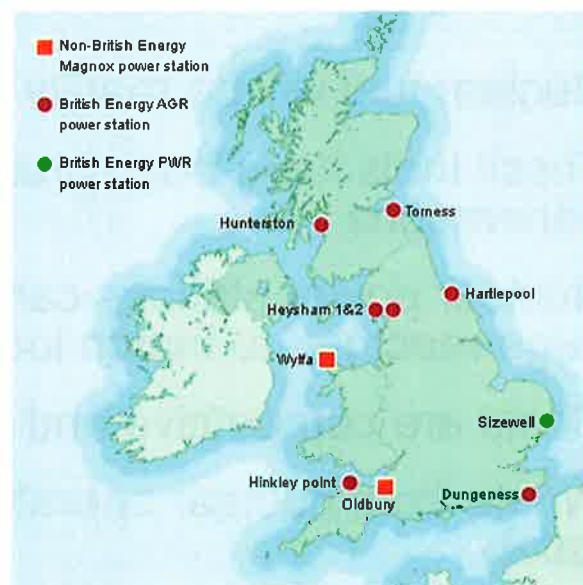 Non-British Energy
Magnox power station
British Energy AGR
power station
British Energy PWR
power station
Torness
Hunterston
Hartlepool
Heysham 1&2
Wylfa
Sizewell
Hinkley point
Oldbury
Dungeness